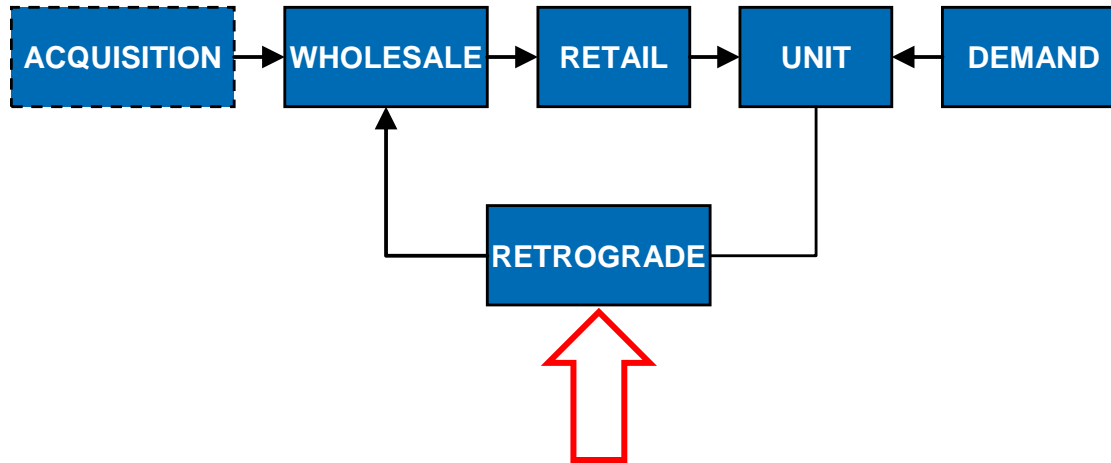 ACQUISITION
WHOLESALE
RETAIL
UNIT
DEMAND
RETROGRADE